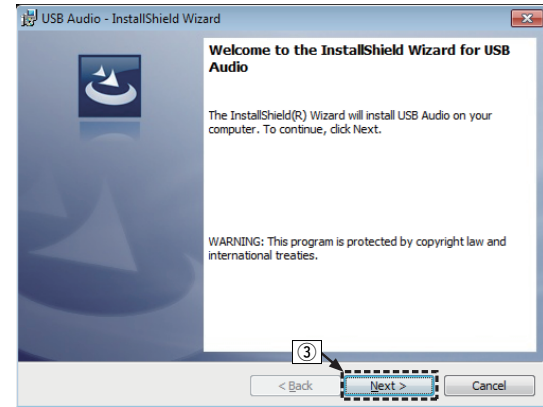 USB Audio - InstallShield Wizard
Welcome to the InstallShield Wizard for USB
Audio
The InstallShield(R) Wizard will install USB Audio on your
computer. To continue, click Next.
WARNING: This program is protected by copyright law and
international treaties.
③
< Back Next > Cancel